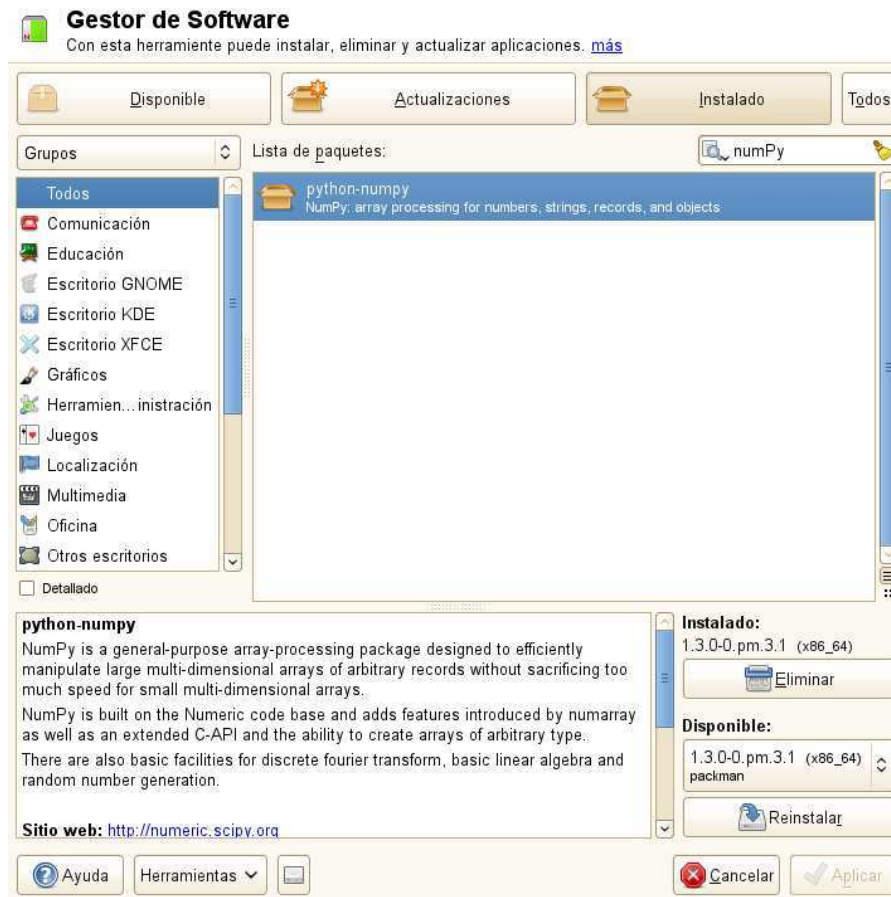 Gestor de Software
Con esta herramiente puede instalar, eliminar y actualizar aplicaciones. más
Disponible
Actualizaciones
Instalado
Todos
Grupos
Lista de paquetes:
numPy
Todos
Comunicación
Educación
Escritorio GNOME
Escritorio KDE
Escritorio XFCE
Gráficos
Herramien...inistración
Juegos
Localización
Multimedia
Oficina
Otros escritorios
Detallado
python-numpy
NumPy: array processing for numbers, strings, records, and objects
python-numpy
NumPy is a general-purpose array-processing package designed to efficiently
manipulate large multi-dimensional arrays of arbitrary records without sacrificing too
much speed for small multi-dimensional arrays.
NumPy is built on the Numeric code base and adds features introduced by numarray
as well as an extended C-API and the ability to create arrays of arbitrary type.
There are also basic facilities for discrete fourier transform, basic linear algebra and
random number generation.
Sitio web: http://numeric.scipy.org
Instalado:
1.3.0-0.pm.3.1 (x86_64)
Eliminar
Disponible:
1.3.0-0.pm.3.1 (x86_64)
packman
Reinstalar
Ayuda
Herramientas
Cancelar
Aplicar